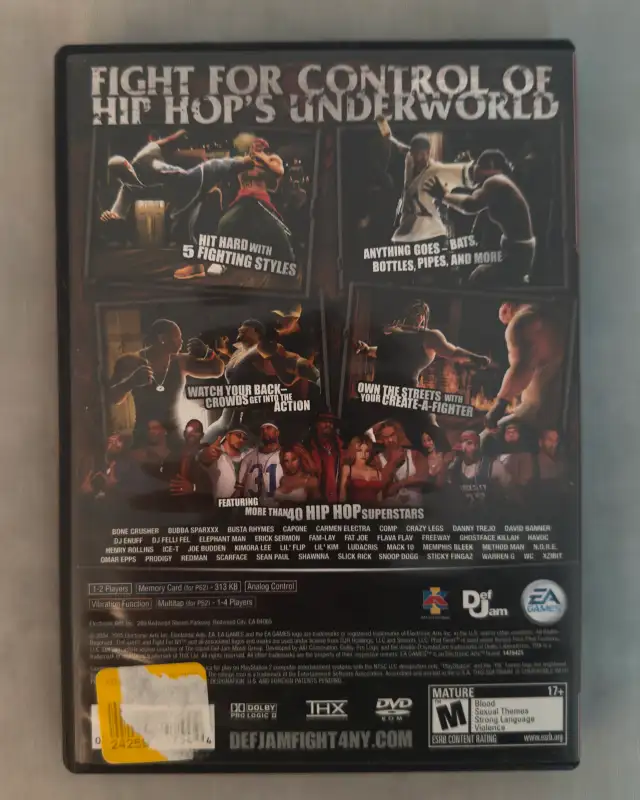 FIGHT FOR CONTROL OF
HIP HOP'S UNDERWORLD
HIT HARD WITH
5 FIGHTING STYLES
ANYTHING GOES – BATS,
BOTTLES, PIPES, AND MORE
WATCH YOUR BACK–
CROWDS GET INTO THE
ACTION
OWN THE STREETS WITH
YOUR CREATE-A-FIGHTER
31
FEATURING
MORE THAN 40 HIP HOP SUPERSTARS
BONE CRUSHER BUBBA SPARXXX BUSTA RHYMES CAPONE CARMEN ELECTRA COMP CRAZY LEGS DANNY TREJO DAVID BANNER
DJ ENUFF DJ FELLI FEL ELEPHANT MAN ERICK SERMON FAM-LAY FAT JOE FLAVA FLAV FREEWAY GHOSTFACE KILLAH HAVOC
HENRY ROLLINS ICE-T JOE BUDDEN KIMORA LEE LIL' FLIP LIL' KIM LUDACRIS MACK 10 MEMPHIS BLEEK METHOD MAN N.O.R.E.
OMAR EPPS PRODIGY REDMAN SCARFACE SEAN PAUL SHAWNNA SLICK RICK SNOOP DOGG STICKY FINGAZ WARREN G WC XZIBIT
1-2 Players Memory Card (for PS2) - 313 KB Analog Control
Vibration Function Multitap (for PS2) - 1-4 Players
Def Jam
EA GAMES
DOLBY
PRO LOGIC II
THX
DVD
ROM
DEFJAMFIGHT4NY.COM
MATURE 17+
M
Blood
Sexual Themes
Strong Language
Violence
ESRB CONTENT RATING www.esrb.org